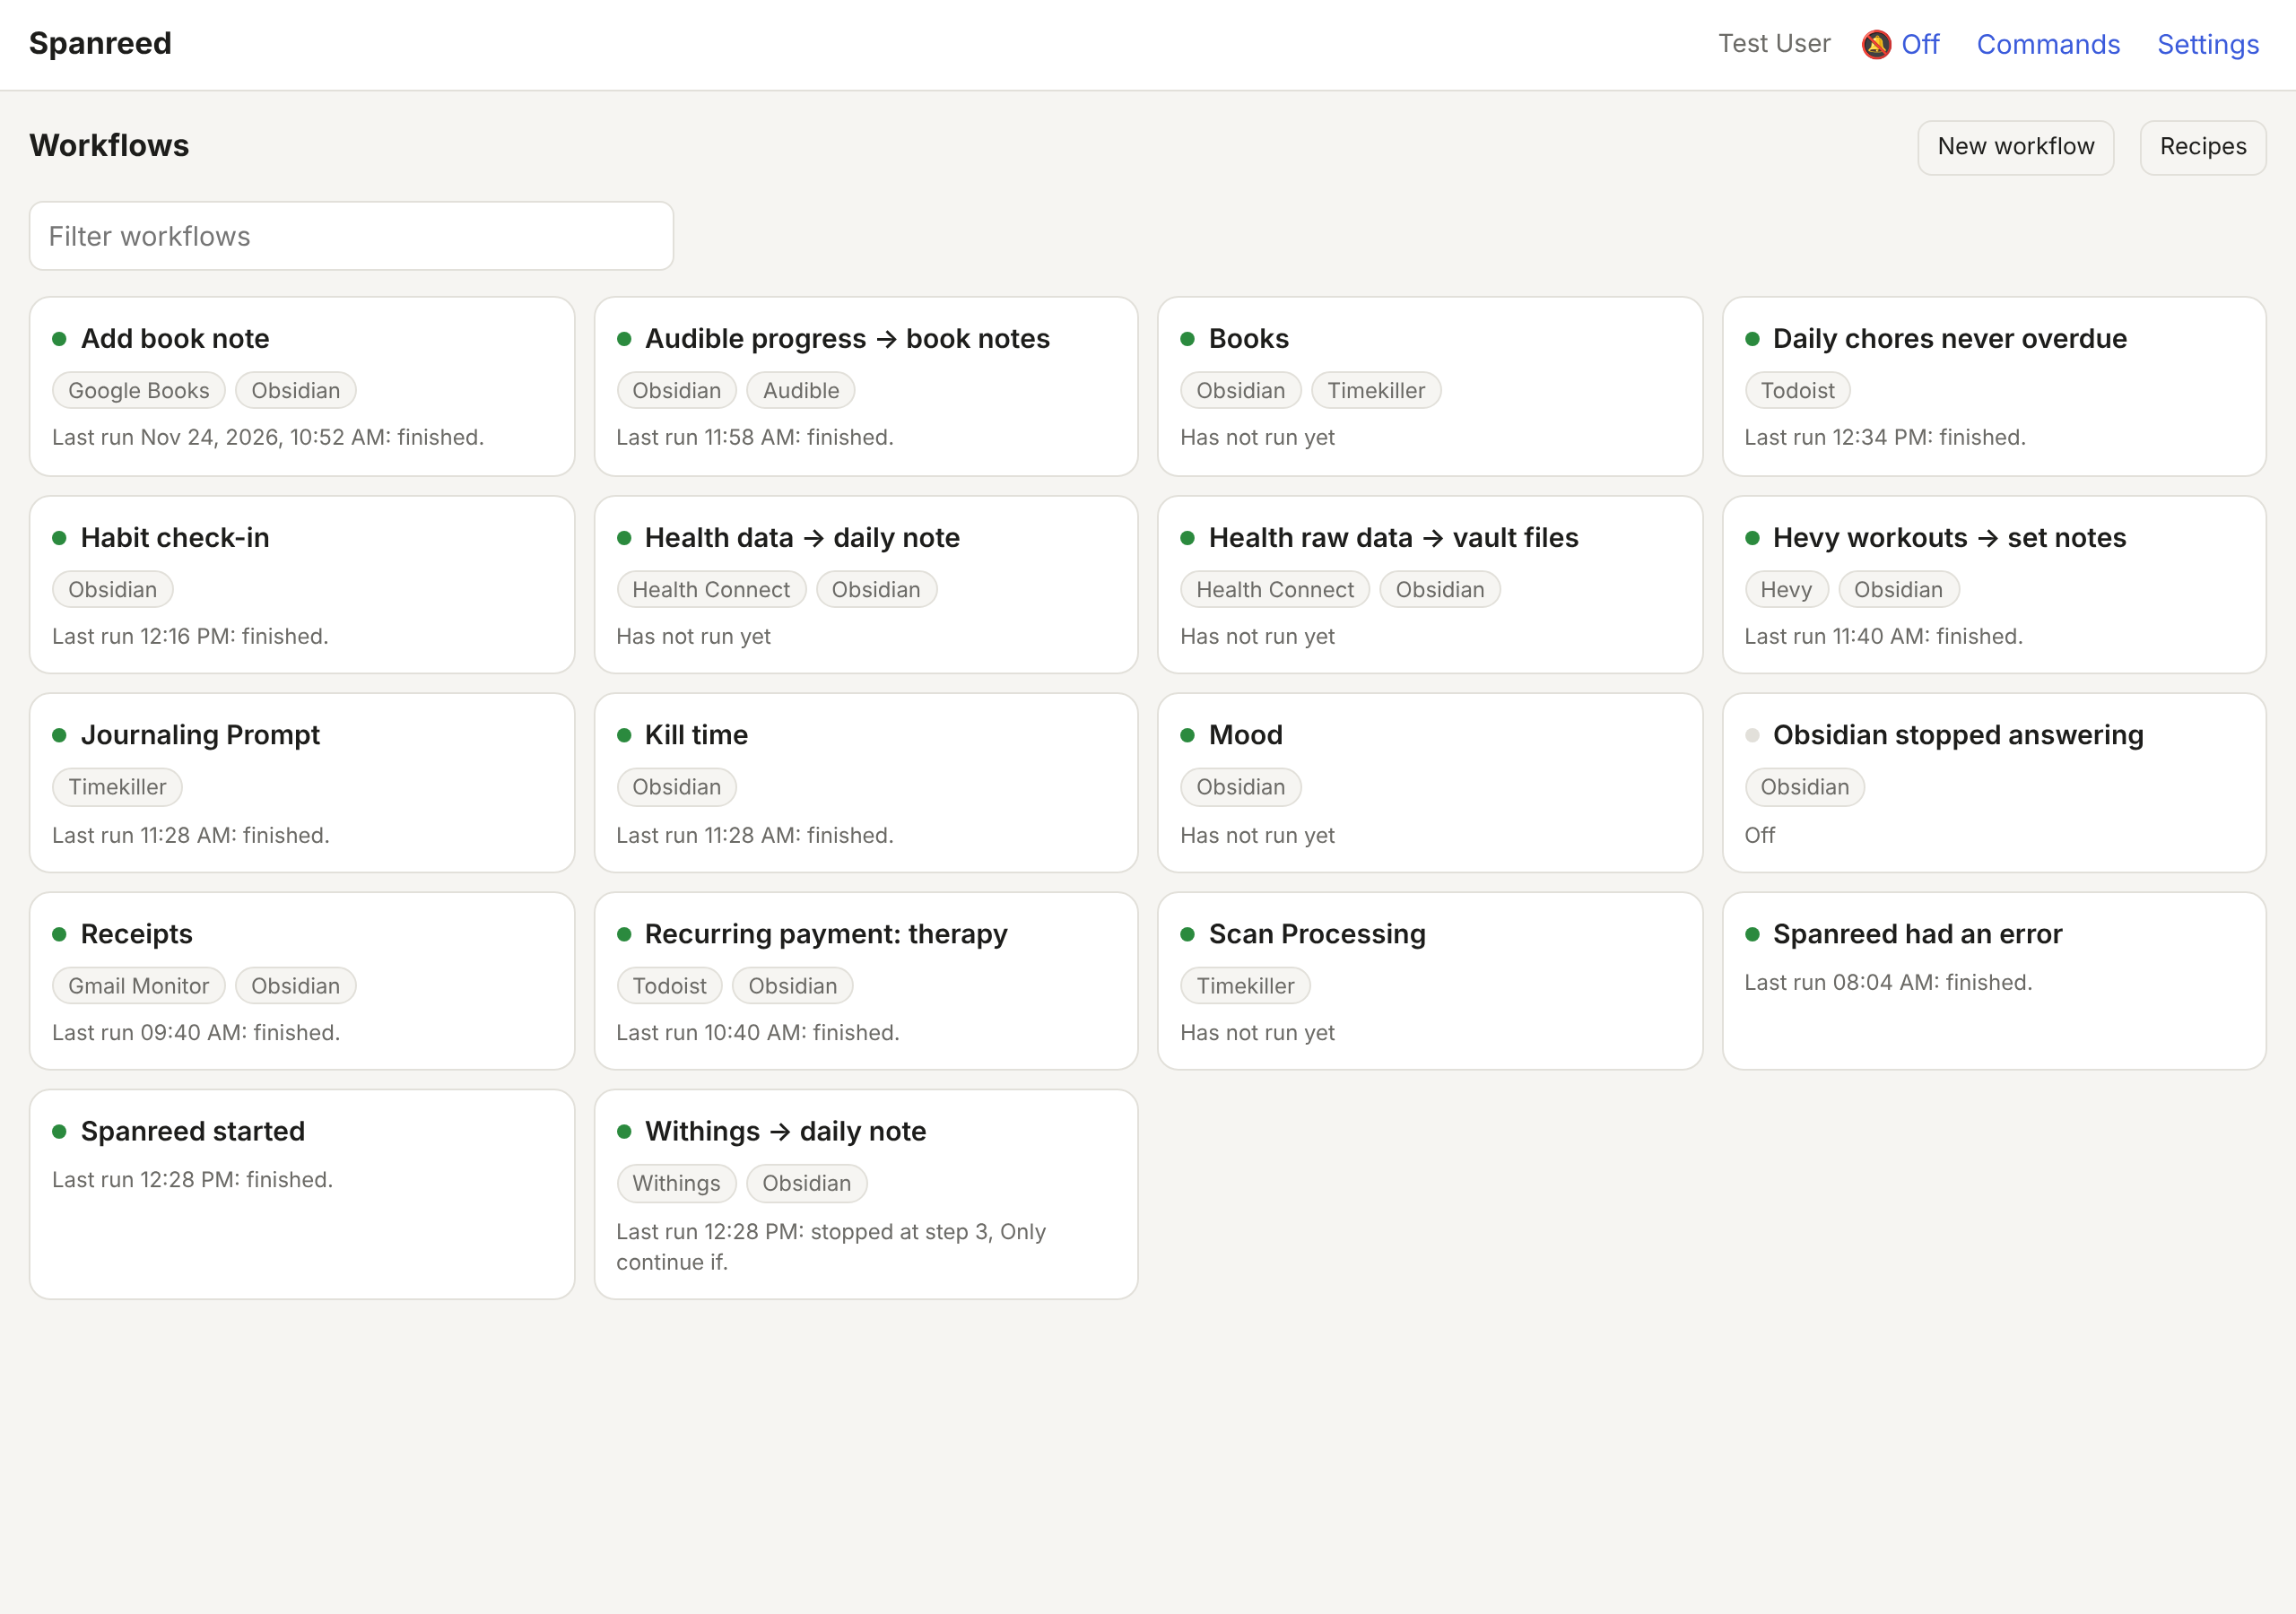 Spanreed
Test User
Off
Commands
Settings
Workflows
New workflow
Recipes
Filter workflows
Add book note
Google Books
Obsidian
Last run Nov 24, 2026, 10:52 AM: finished.
Audible progress → book notes
Obsidian
Audible
Last run 11:58 AM: finished.
Books
Obsidian
Timekiller
Has not run yet
Daily chores never overdue
Todoist
Last run 12:34 PM: finished.
Habit check-in
Obsidian
Last run 12:16 PM: finished.
Health data → daily note
Health Connect
Obsidian
Has not run yet
Health raw data → vault files
Health Connect
Obsidian
Has not run yet
Hevy workouts → set notes
Hevy
Obsidian
Last run 11:40 AM: finished.
Journaling Prompt
Timekiller
Last run 11:28 AM: finished.
Kill time
Obsidian
Last run 11:28 AM: finished.
Mood
Obsidian
Has not run yet
Obsidian stopped answering
Obsidian
Off
Receipts
Gmail Monitor
Obsidian
Last run 09:40 AM: finished.
Recurring payment: therapy
Todoist
Obsidian
Last run 10:40 AM: finished.
Scan Processing
Timekiller
Has not run yet
Spanreed had an error
Last run 08:04 AM: finished.
Spanreed started
Last run 12:28 PM: finished.
Withings → daily note
Withings
Obsidian
Last run 12:28 PM: stopped at step 3, Only
continue if.